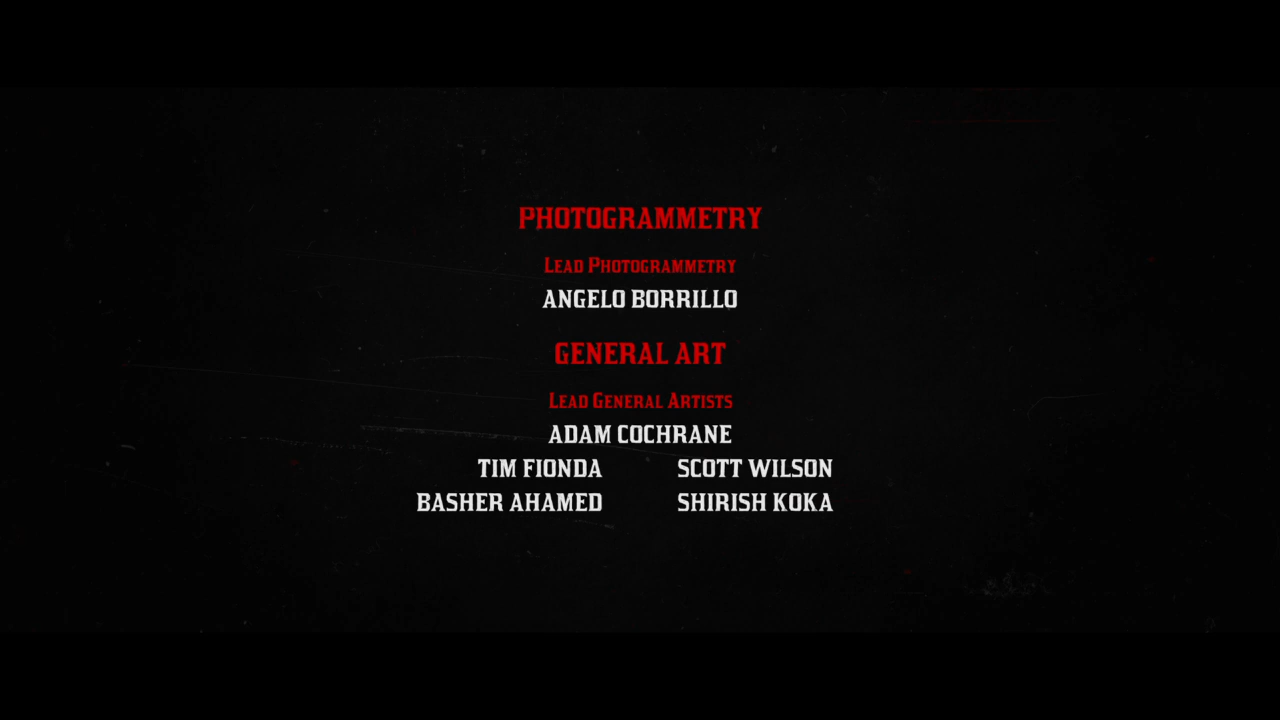 PHOTOGRAMMETRY
LEAD PHOTOGRAMMETRY
ANGELO BORRILLO
GENERAL ART
LEAD GENERAL ARTISTS
ADAM COCHRANE
TIM FIONDA SCOTT WILSON
BASHER AHAMED SHIRISH KOKA